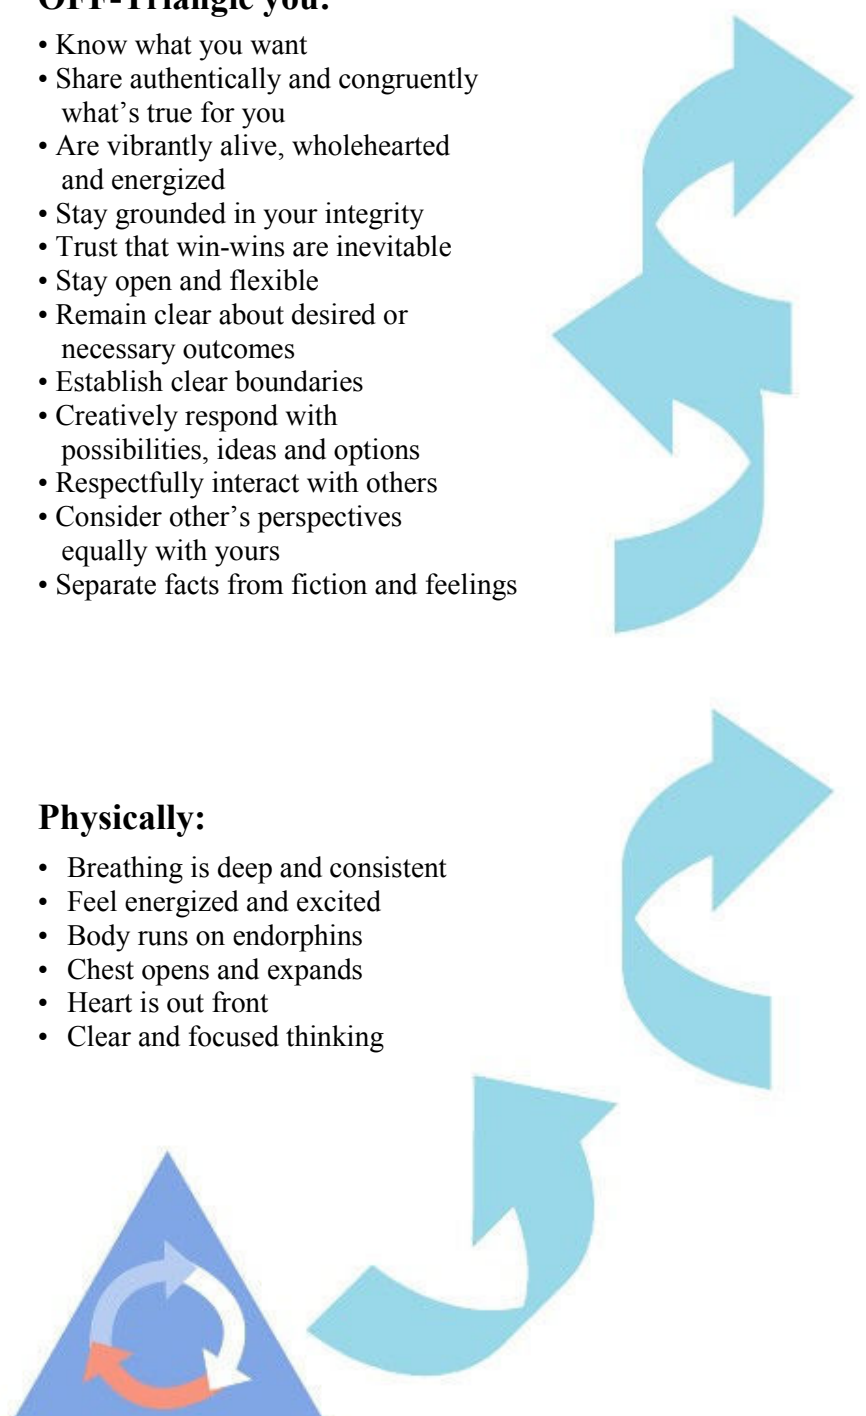 OFF-Triangle you:
• Know what you want
• Share authentically and congruently
what’s true for you
• Are vibrantly alive, wholehearted
and energized
• Stay grounded in your integrity
• Trust that win-wins are inevitable
• Stay open and flexible
• Remain clear about desired or
necessary outcomes
• Establish clear boundaries
• Creatively respond with
possibilities, ideas and options
• Respectfully interact with others
• Consider other’s perspectives
equally with yours
• Separate facts from fiction and feelings
Physically:
• Breathing is deep and consistent
• Feel energized and excited
• Body runs on endorphins
• Chest opens and expands
• Heart is out front
• Clear and focused thinking